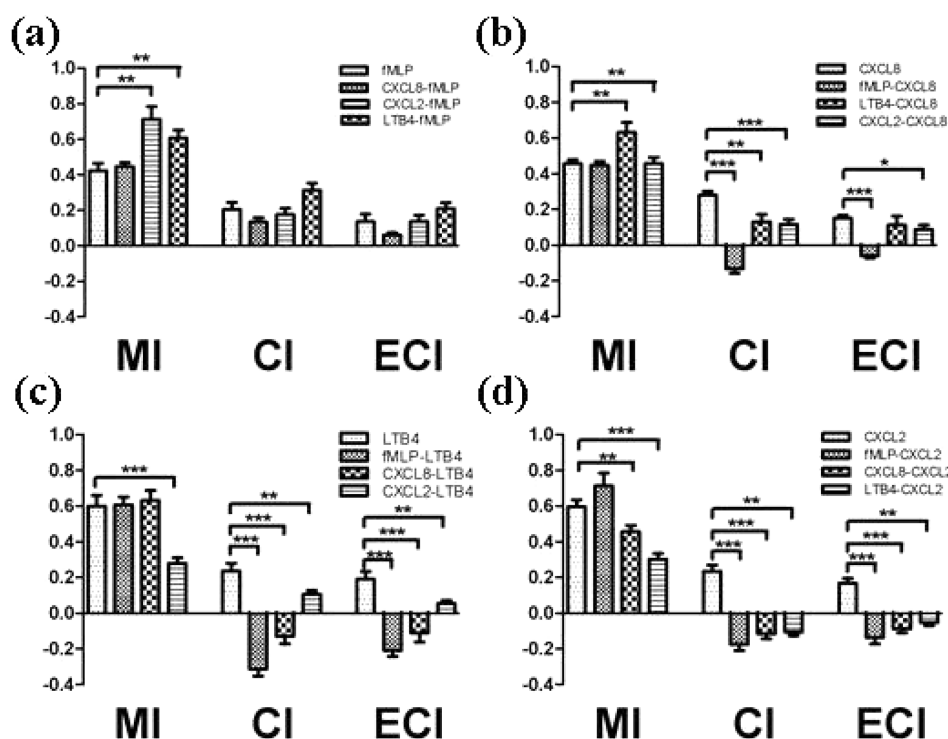 (a)
**
**
1.0
0.8
0.6
0.4
0.2
0.0
-0.2
-0.4
fMLP
CXCL8-fMLP
CXCL2-fMLP
LTB4-fMLP
MI CI ECI
(b)
**
**
***
**
***
*
***
1.0
0.8
0.6
0.4
0.2
0.0
-0.2
-0.4
CXCL8
fMLP-CXCL8
LTB4-CXCL8
CXCL2-CXCL8
MI CI ECI
(c)
***
**
***
***
**
***
***
1.0
0.8
0.6
0.4
0.2
0.0
-0.2
-0.4
LTB4
fMLP-LTB4
CXCL8-LTB4
CXCL2-LTB4
MI CI ECI
(d)
***
**
**
***
***
**
***
***
1.0
0.8
0.6
0.4
0.2
0.0
-0.2
-0.4
CXCL2
fMLP-CXCL2
CXCL8-CXCL2
LTB4-CXCL2
MI CI ECI